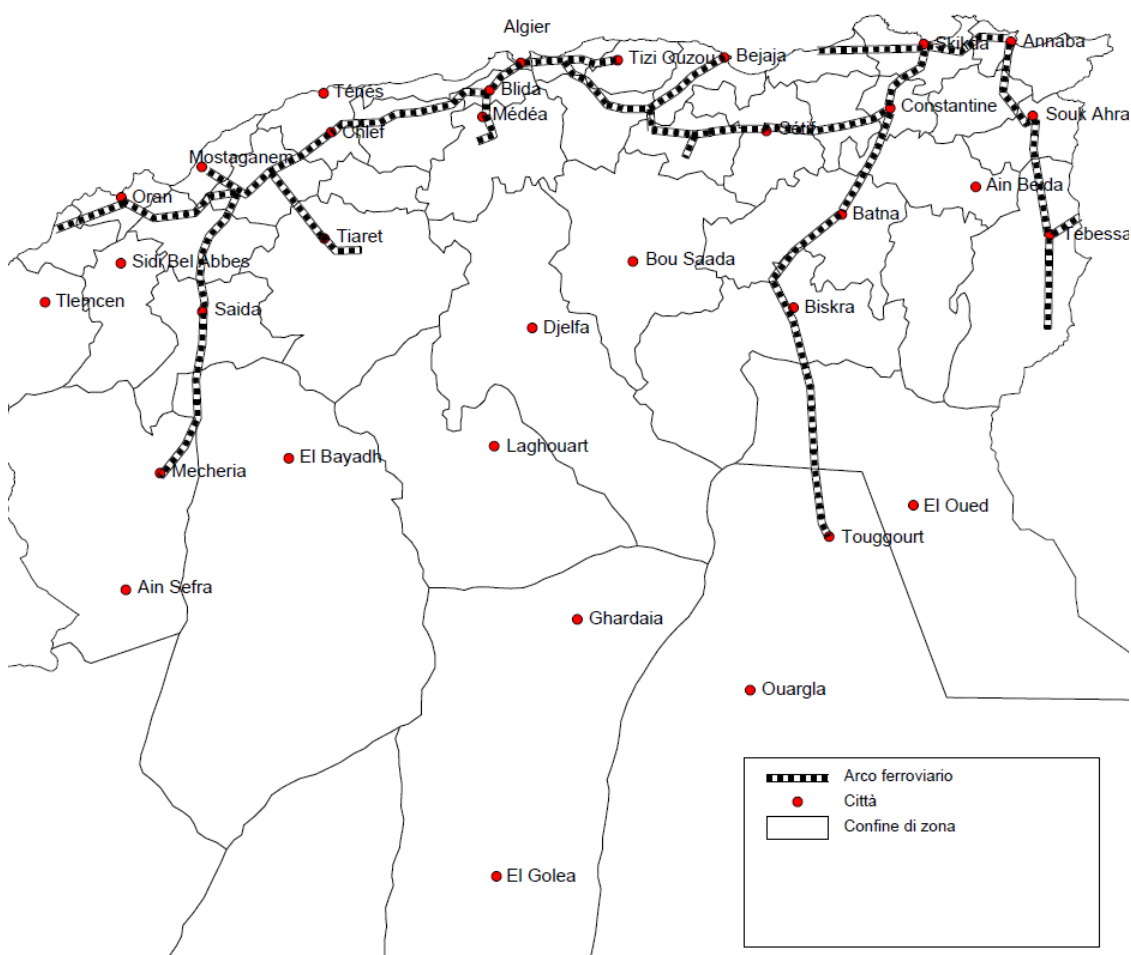 Algier
Skikda
Annaba
Tizi Ouzou
Bejaja
Ténés
Blida
Médéa
Constantine
Souk Ahra
Chlef
Sétif
Mostaganem
Oran
Ain Beida
Batna
Tiaret
Tebessa
Sidi Bel Abbes
Bou Saada
Tlemcen
Saida
Biskra
Djelfa
Laghouart
El Bayadh
Mecheria
El Oued
Touggourt
Ain Sefra
Ghardaia
Ouargla
El Golea
Arco ferroviario
Città
Confine di zona